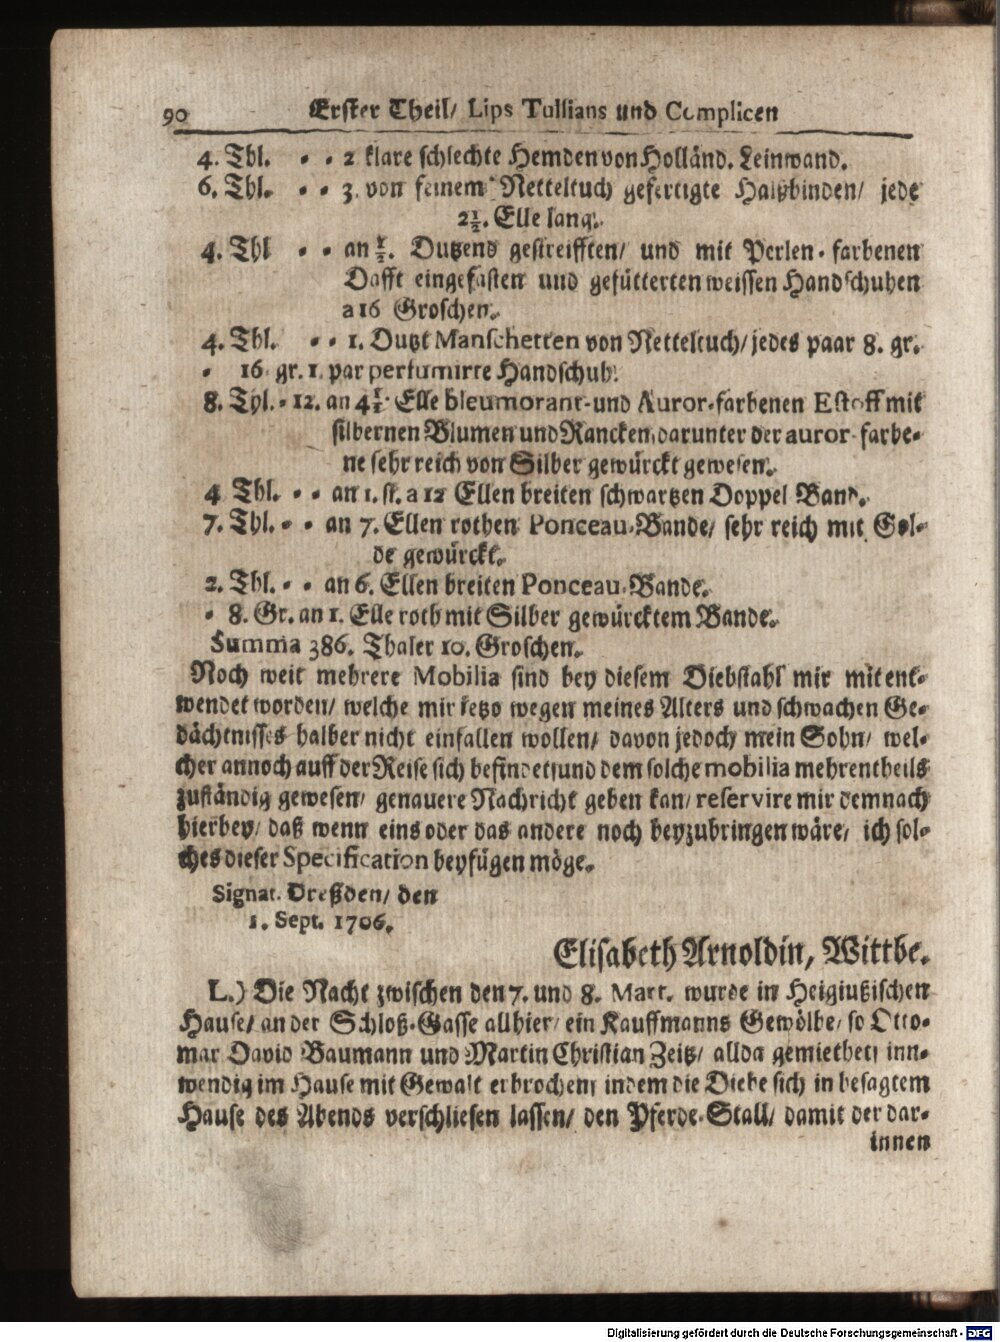 90 Erster Theil/ Lips Tullians und Complicen
4. Thl. - - 2 klare schlechte Hemden von Holländ. Leinwand.
6. Thl. - - 3. von feinem Netteltuch gefertigte Halßbinden/ jede
2½. Elle lang.
4. Thl - - an ½. Dutzend gestreifften/ und mit Perlen-farbenen
Dafft eingefasten und gefütterten weissen Handschuhen
a 16 Groschen.
4. Thl. - - 1. Dutzt Manschetten von Netteltuch/ jedes paar 8. gr.
- 16 gr. 1. par perfumirte Handschuh.
8. Thl. - 12. an 4½. Elle bleumorant-und Auror-farbenen Estoff mit
silbernen Blumen und Rancken, darunter der auror-farbe-
ne sehr reich von Silber gewürckt gewesen.
4 Thl. - - an 1. st. a 12 Ellen breiten schwartzen Doppel Band.
7. Thl. - - an 7. Ellen rothen Ponceau-Bande/ sehr reich mit Gol-
de gewürckt.
2. Thl. - - an 6. Ellen breiten Ponceau-Bande.
- 8. Gr. an 1. Elle roth mit Silber gewürcktem Bande.
Summa 386. Thaler 10. Groschen.
Noch weit mehrere Mobilia sind bey diesem Diebstahl mir mit ent-
wendet worden/ welche mir ietzo wegen meines Alters und schwachen Ge-
dächtnisses halber nicht einfallen wollen/ davon jedoch mein Sohn/ wel-
cher annoch auff der Reise sich befindet/ und dem solche mobilia mehrentheils
zuständig gewesen/ genauere Nachricht geben kan/ reservire mir demnach
hierbey/ daß wenn eins oder das andere noch beyzubringen wäre/ ich sol-
ches dieser Specification beyfügen möge.
Signat. Dreßden/ den
1. Sept. 1706.
Elisabeth Arnoldin, Wittbe.
L.) Die Nacht zwischen den 7. und 8. Mart. wurde in Heigiußischen
Hause/ an der Schloß-Gasse allhier/ ein Kauffmanns Gewölbe/ so Otto-
mar David Baumann und Martin Christian Zeitz/ allda gemiethet/ inn-
wendig im Hause mit Gewalt erbrochen/ indem die Diebe sich in besagtem
Hause des Abends verschliesen lassen/ den Pferde-Stall/ damit der dar-
innen
Digitalisierung gefördert durch die Deutsche Forschungsgemeinschaft - DFG